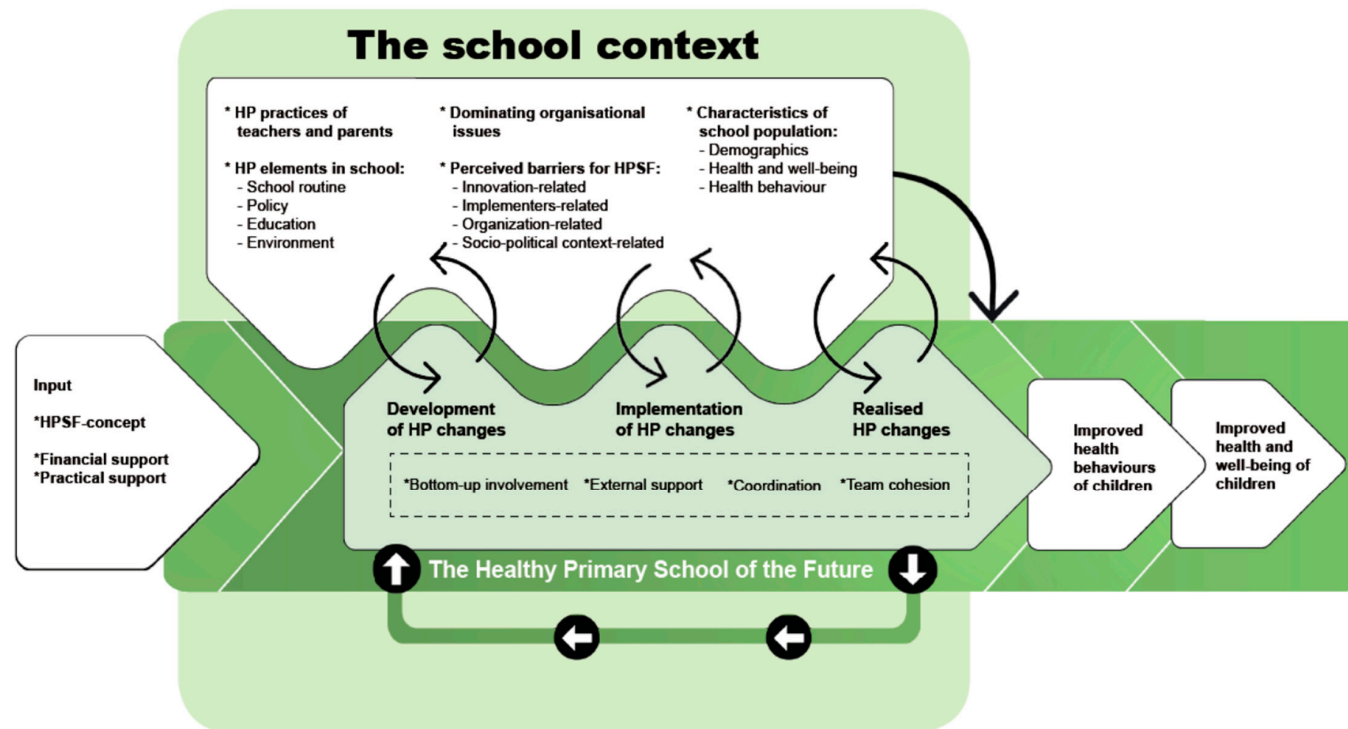 The school context
* HP practices of
teachers and parents
* HP elements in school:
- School routine
- Policy
- Education
- Environment
* Dominating organisational
issues
* Perceived barriers for HPSF:
- Innovation-related
- Implementers-related
- Organization-related
- Socio-political context-related
* Characteristics of
school population:
- Demographics
- Health and well-being
- Health behaviour
Input
*HPSF-concept
*Financial support
*Practical support
Development
of HP changes
Implementation
of HP changes
Realised
HP changes
*Bottom-up involvement *External support *Coordination *Team cohesion
The Healthy Primary School of the Future
Improved
health
behaviours
of children
Improved
health and
well-being of
children